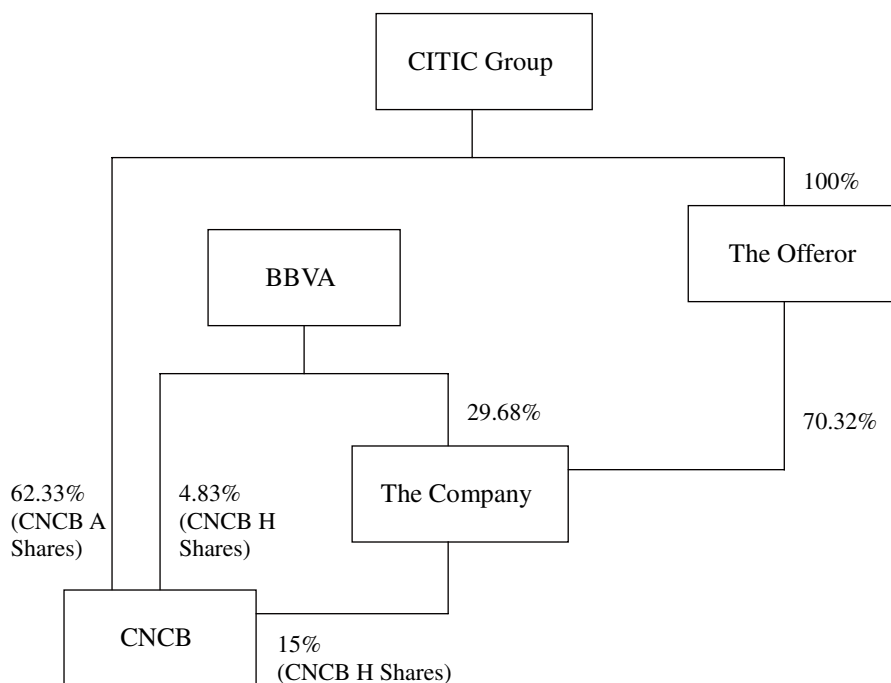 CITIC Group
100%
The Offeror
BBVA
29.68%
70.32%
The Company
62.33%
(CNCB A
Shares)
4.83%
(CNCB H
Shares)
CNCB
15%
(CNCB H Shares)